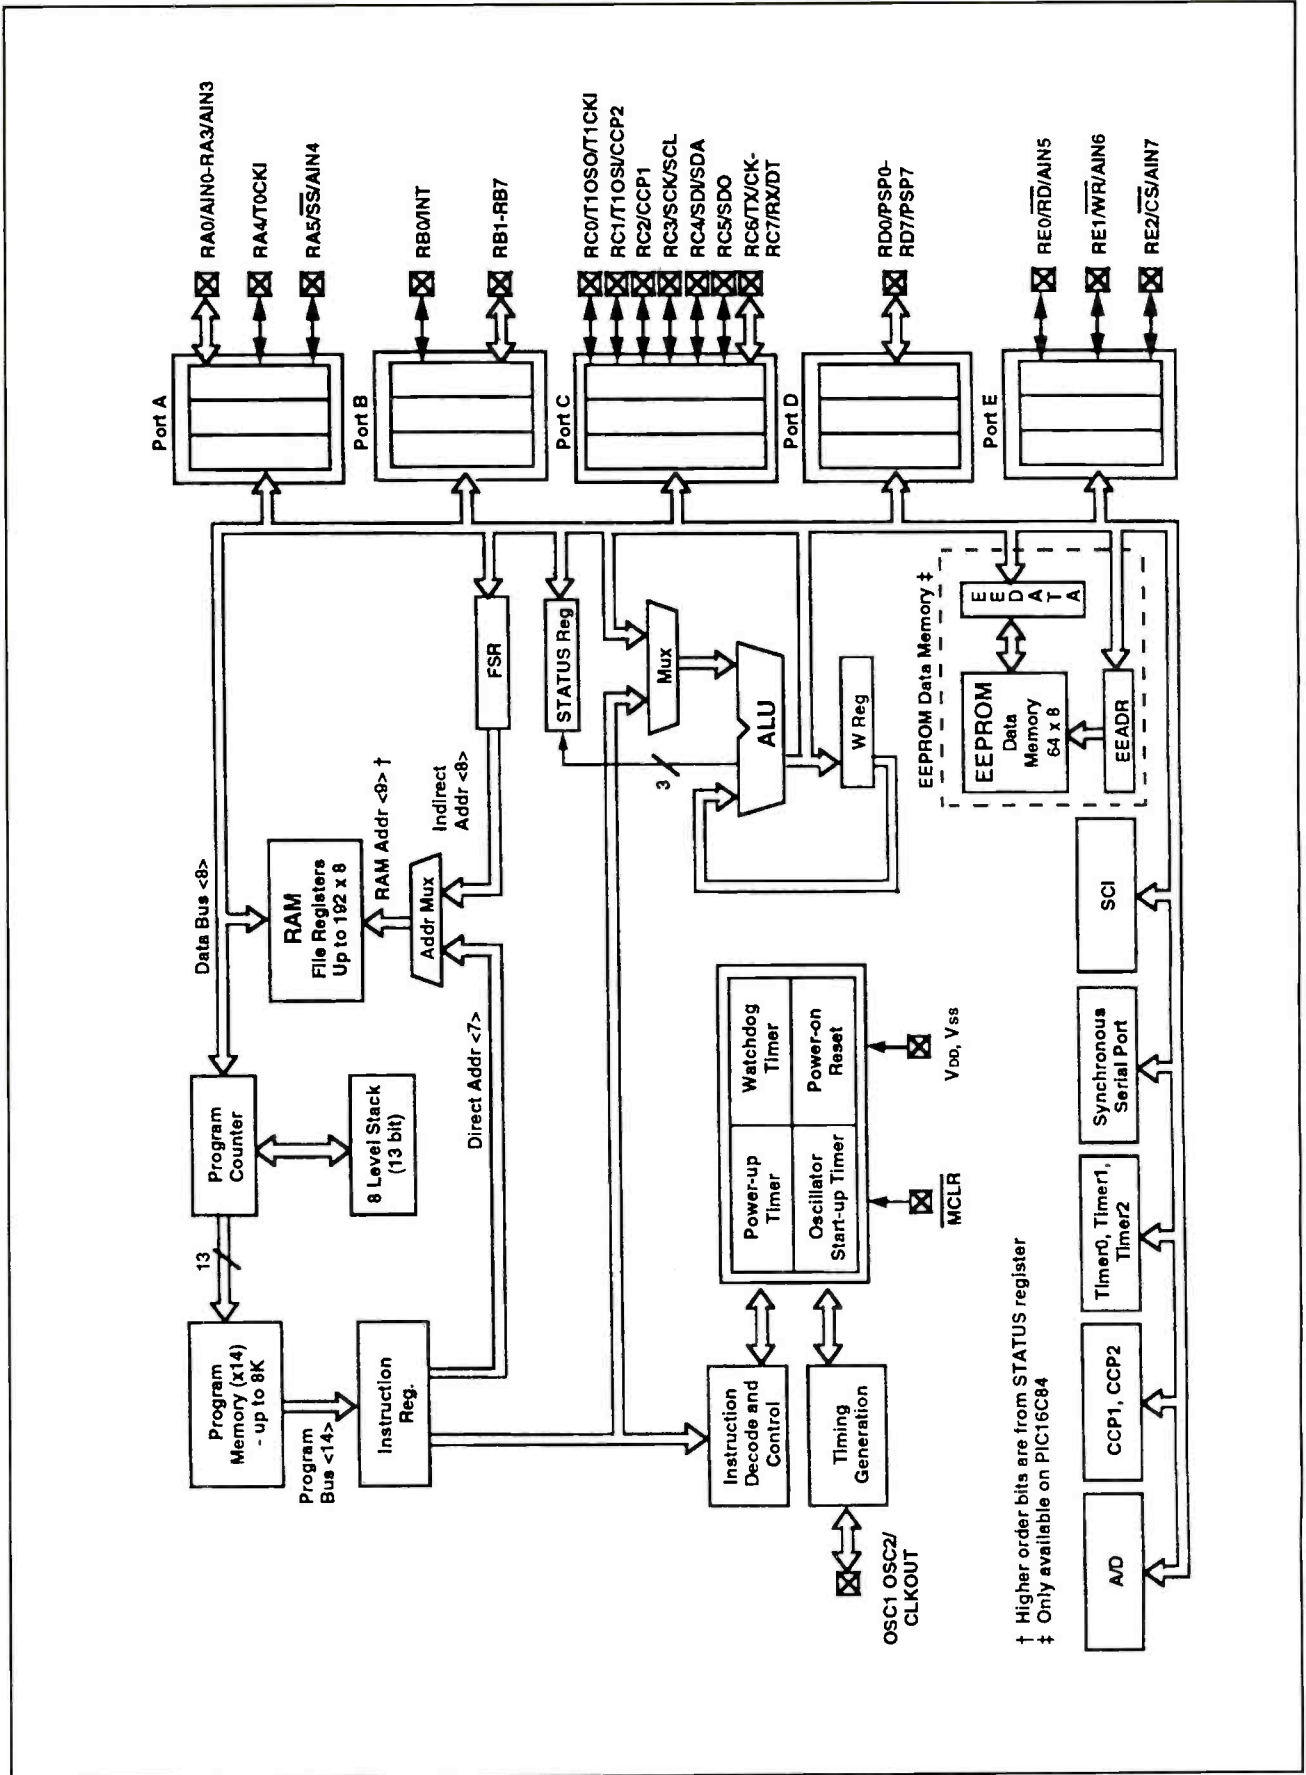 Program
Memory (x14)
- up to 8K
13
Program
Counter
Data Bus <8>
Port A
RA0/AIN0-RA3/AIN3
RA4/T0CKI
RA5/S̅S̅/AIN4
8 Level Stack
(13 bit)
RAM
File Registers
Up to 192 x 8
Program
Bus <14>
RAM Addr <9> †
Instruction
Reg.
Addr Mux
Direct Addr <7>
Indirect
Addr <8>
FSR
Port B
RB0/INT
RB1-RB7
STATUS Reg
Port C
RC0/T1OSO/T1CKI
RC1/T1OSI/CCP2
RC2/CCP1
RC3/SCK/SCL
RC4/SDI/SDA
RC5/SDO
RC6/TX/CK-
RC7/RX/DT
Mux
3
ALU
W Reg
Instruction
Decode and
Control
Timing
Generation
OSC1 OSC2/
CLKOUT
Power-up
Timer
Watchdog
Timer
Oscillator
Start-up Timer
Power-on
Reset
M̅C̅L̅R̅
VDD, VSS
Port D
RD0/PSP0-
RD7/PSP7
EEPROM Data Memory ‡
EEPROM
Data
Memory
64 x 8
EEDATA
EEADR
Port E
RE0/R̅D̅/AIN5
RE1/W̅R̅/AIN6
RE2/C̅S̅/AIN7
† Higher order bits are from STATUS register
‡ Only available on PIC16C84
A/D
CCP1, CCP2
Timer0, Timer1,
Timer2
Synchronous
Serial Port
SCI